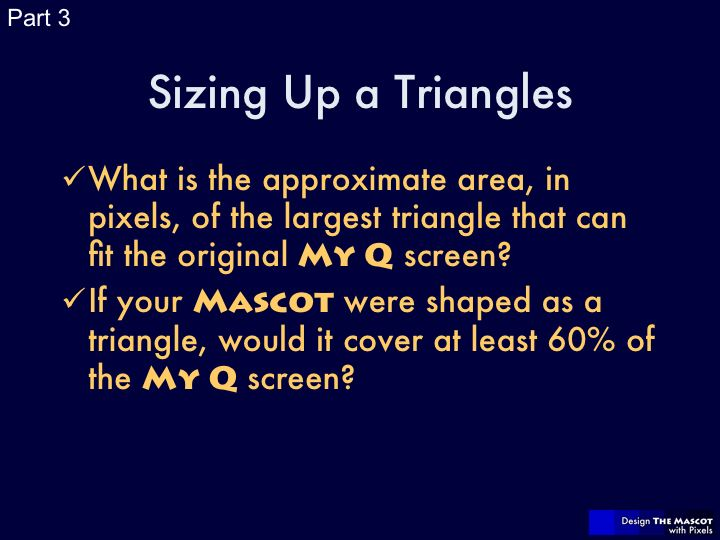 Part 3
Sizing Up a Triangles
✓ What is the approximate area, in
pixels, of the largest triangle that can
fit the original My Q screen?
✓ If your Mascot were shaped as a
triangle, would it cover at least 60% of
the My Q screen?
Design The Mascot
with Pixels